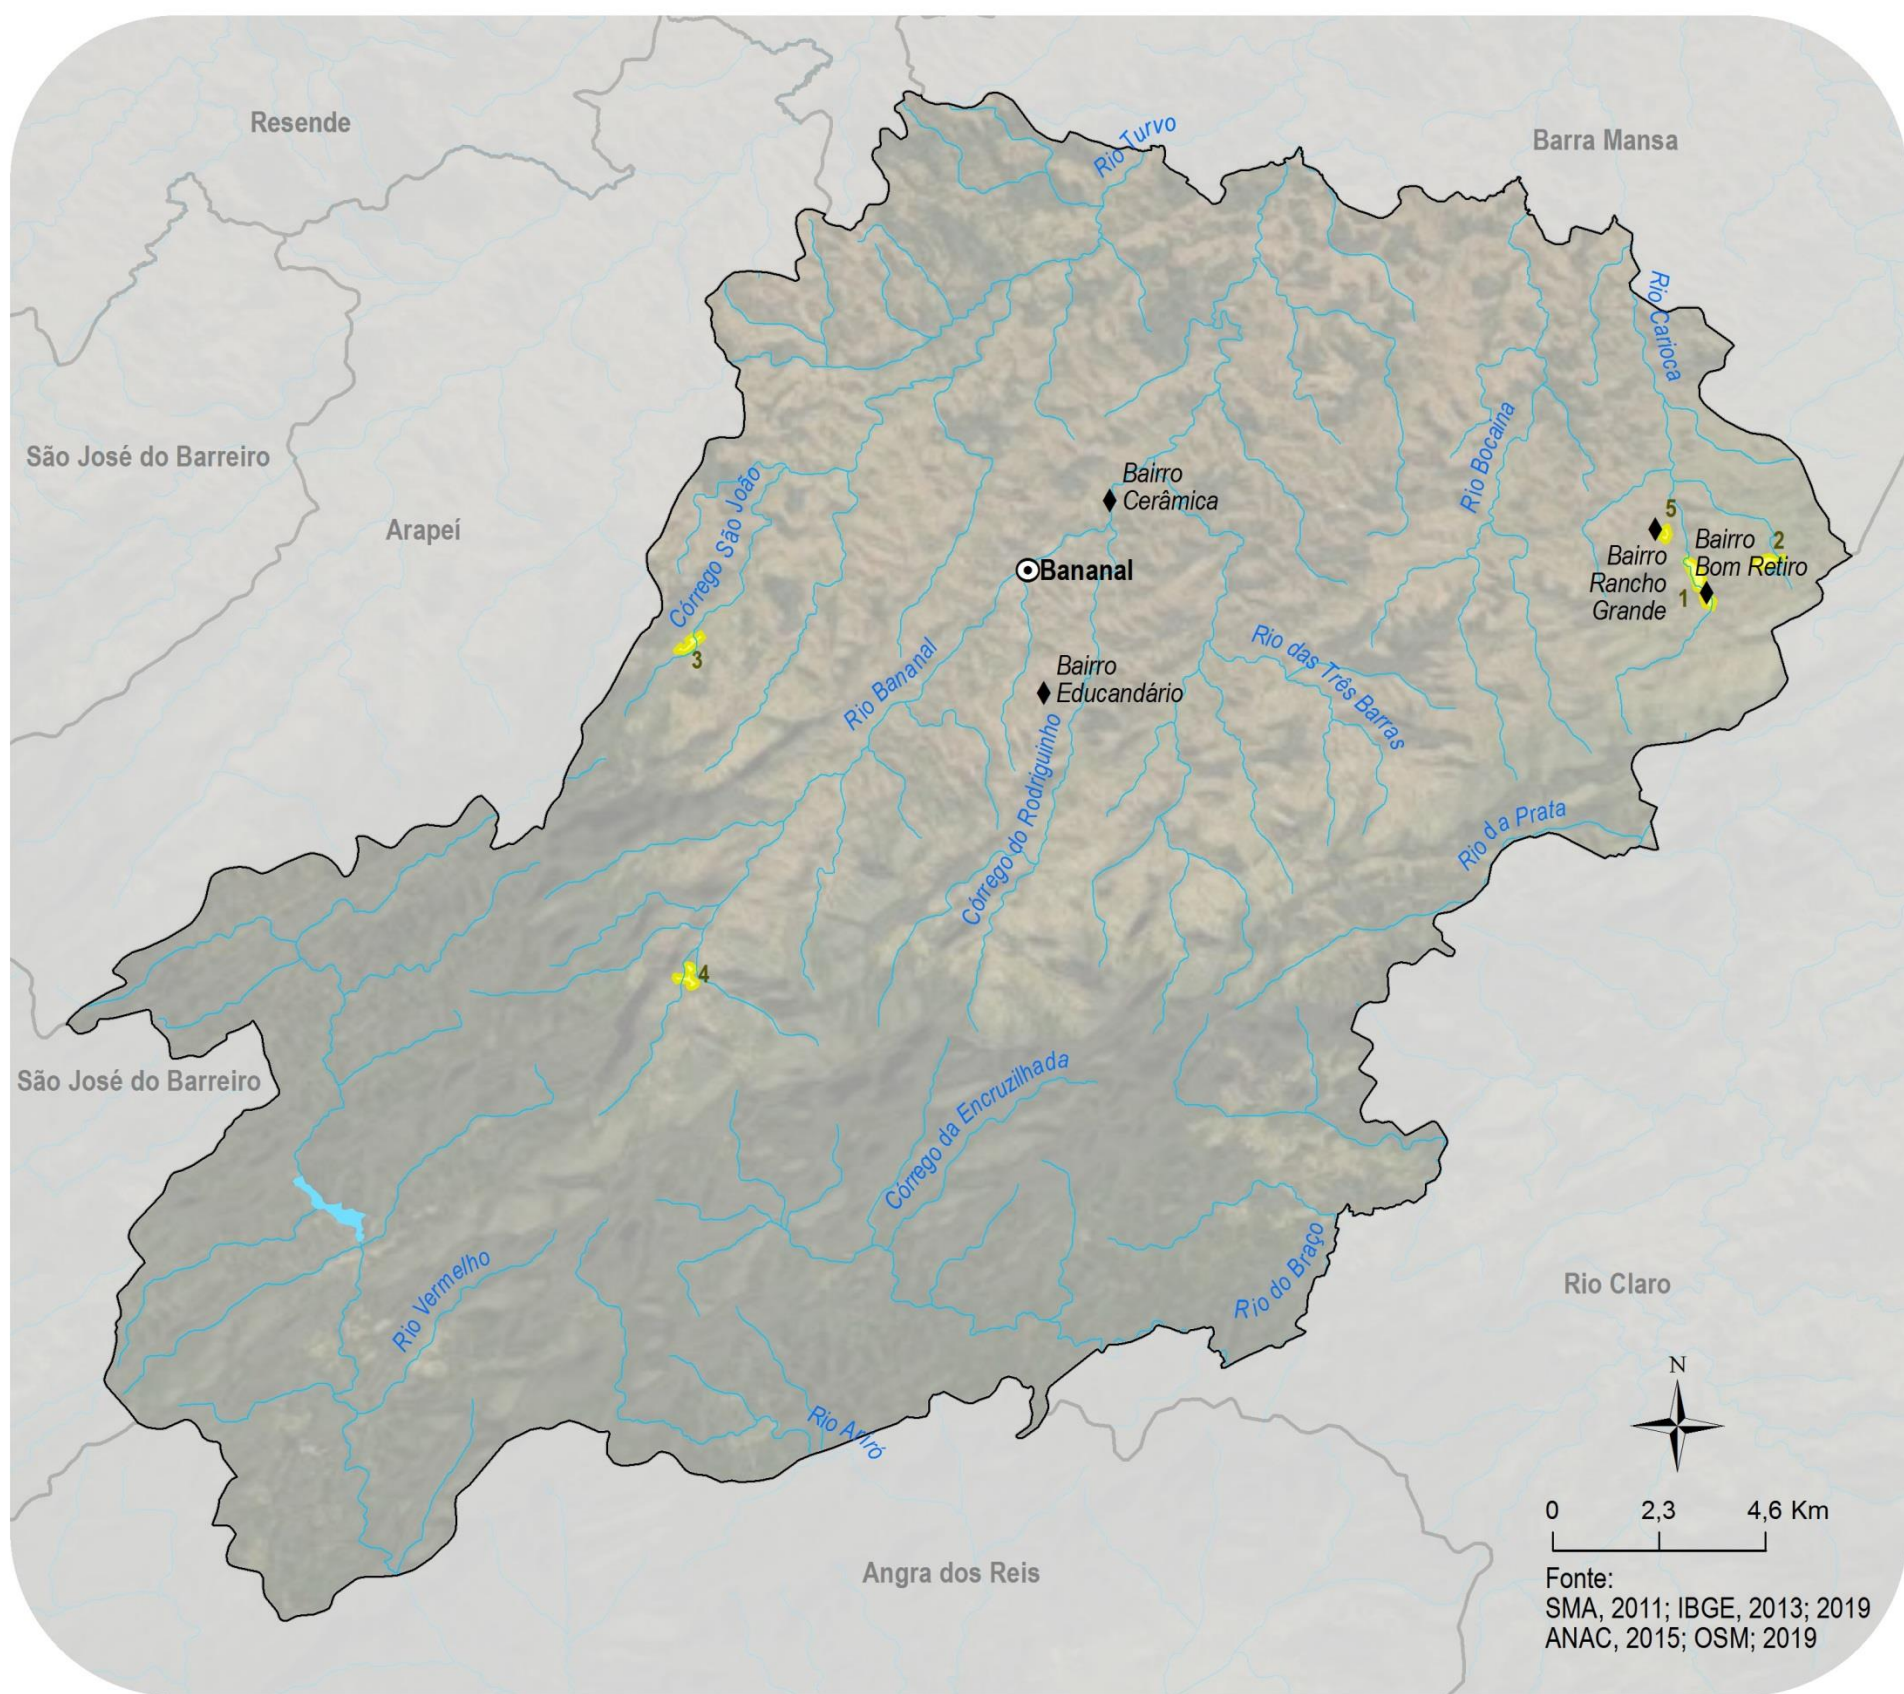 Resende
Rio Turvo
Barra Mansa
Rio Carioca
São José do Barreiro
Rio Bocaina
Córrego São João
Bairro
Cerâmica
Arapeí
5
Bairro
Bom Retiro
2
Bairro
Rancho
Grande
1
Bananal
3
Rio Bananal
Bairro
Educandário
Rio das Três Barras
Córrego do Rodriguinho
Rio da Prata
4
São José do Barreiro
Córrego da Encruzilhada
Rio Vermelho
Rio do Braço
Rio Claro
Rio Ariró
N
0 2,3 4,6 Km
Angra dos Reis
Fonte:
SMA, 2011; IBGE, 2013; 2019
ANAC, 2015; OSM; 2019